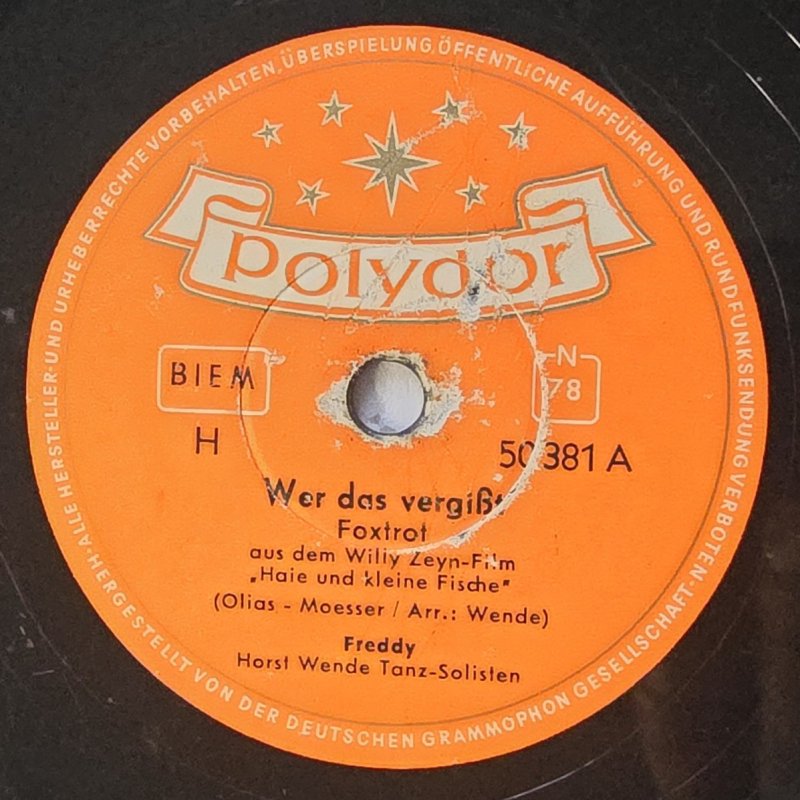 ALLE HERSTELLER- UND URHEBERRECHTE VORBEHALTEN, ÜBERSPIELUNG, ÖFFENTLICHE AUFFÜHRUNG UND RUNDFUNKSENDUNG VERBOTEN · HERGESTELLT VON DER DEUTSCHEN GRAMMOPHON GESELLSCHAFT ·
polydor
BIEM
N
78
H
50381 A
Wer das vergißt
Foxtrot
aus dem Willy Zeyn-Film
„Haie und kleine Fische"
(Olias - Moesser / Arr.: Wende)
Freddy
Horst Wende Tanz-Solisten